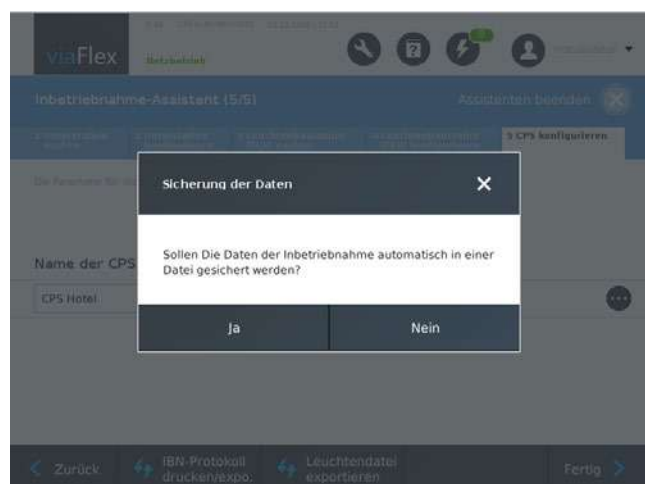 viaFlex
Netzbetrieb
Inbetriebnahme-Assistent (5/5)
Assistenten beenden
5 CPS konfigurieren
Sicherung der Daten
Sollen Die Daten der Inbetriebnahme automatisch in einer
Datei gesichert werden?
Name der CPS
CPS Hotel
Ja
Nein
Zurück
IBN-Protokoll
drucken/expo.
Leuchtendatei
exportieren
Fertig